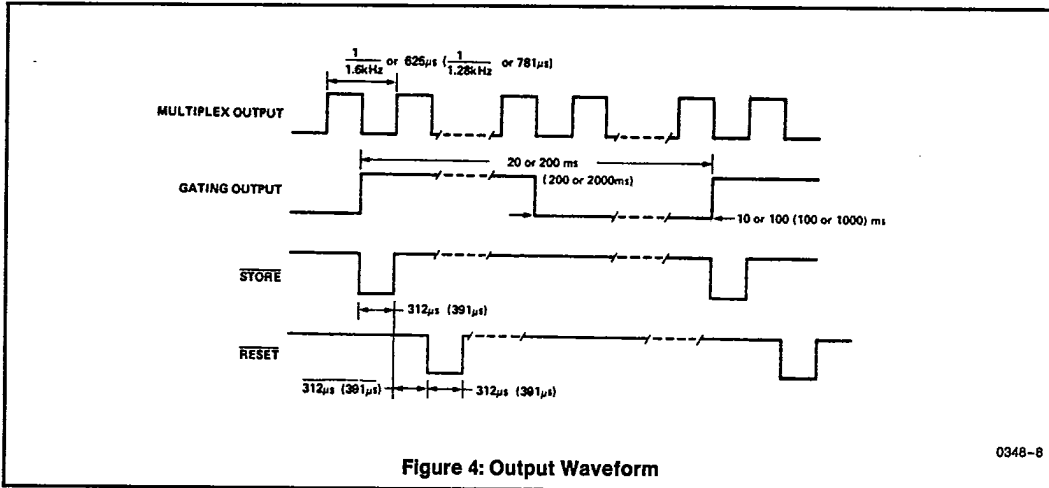 1/1.6kHz or 625µs (1/1.28kHz or 781µs)
MULTIPLEX OUTPUT
20 or 200 ms
(200 or 2000ms)
GATING OUTPUT
10 or 100 (100 or 1000) ms
STORE
312µs (391µs)
RESET
312µs (391µs)
312µs (391µs)
Figure 4: Output Waveform
0348-8